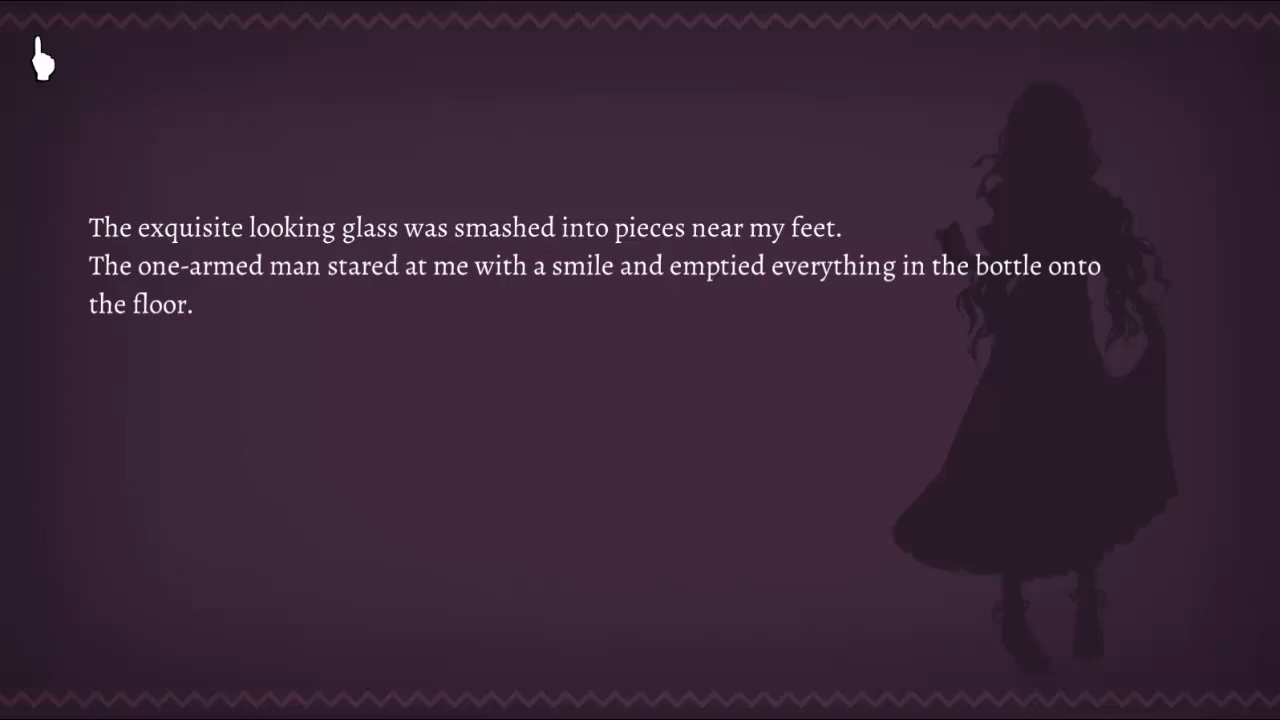 The exquisite looking glass was smashed into pieces near my feet.
The one-armed man stared at me with a smile and emptied everything in the bottle onto
the floor.